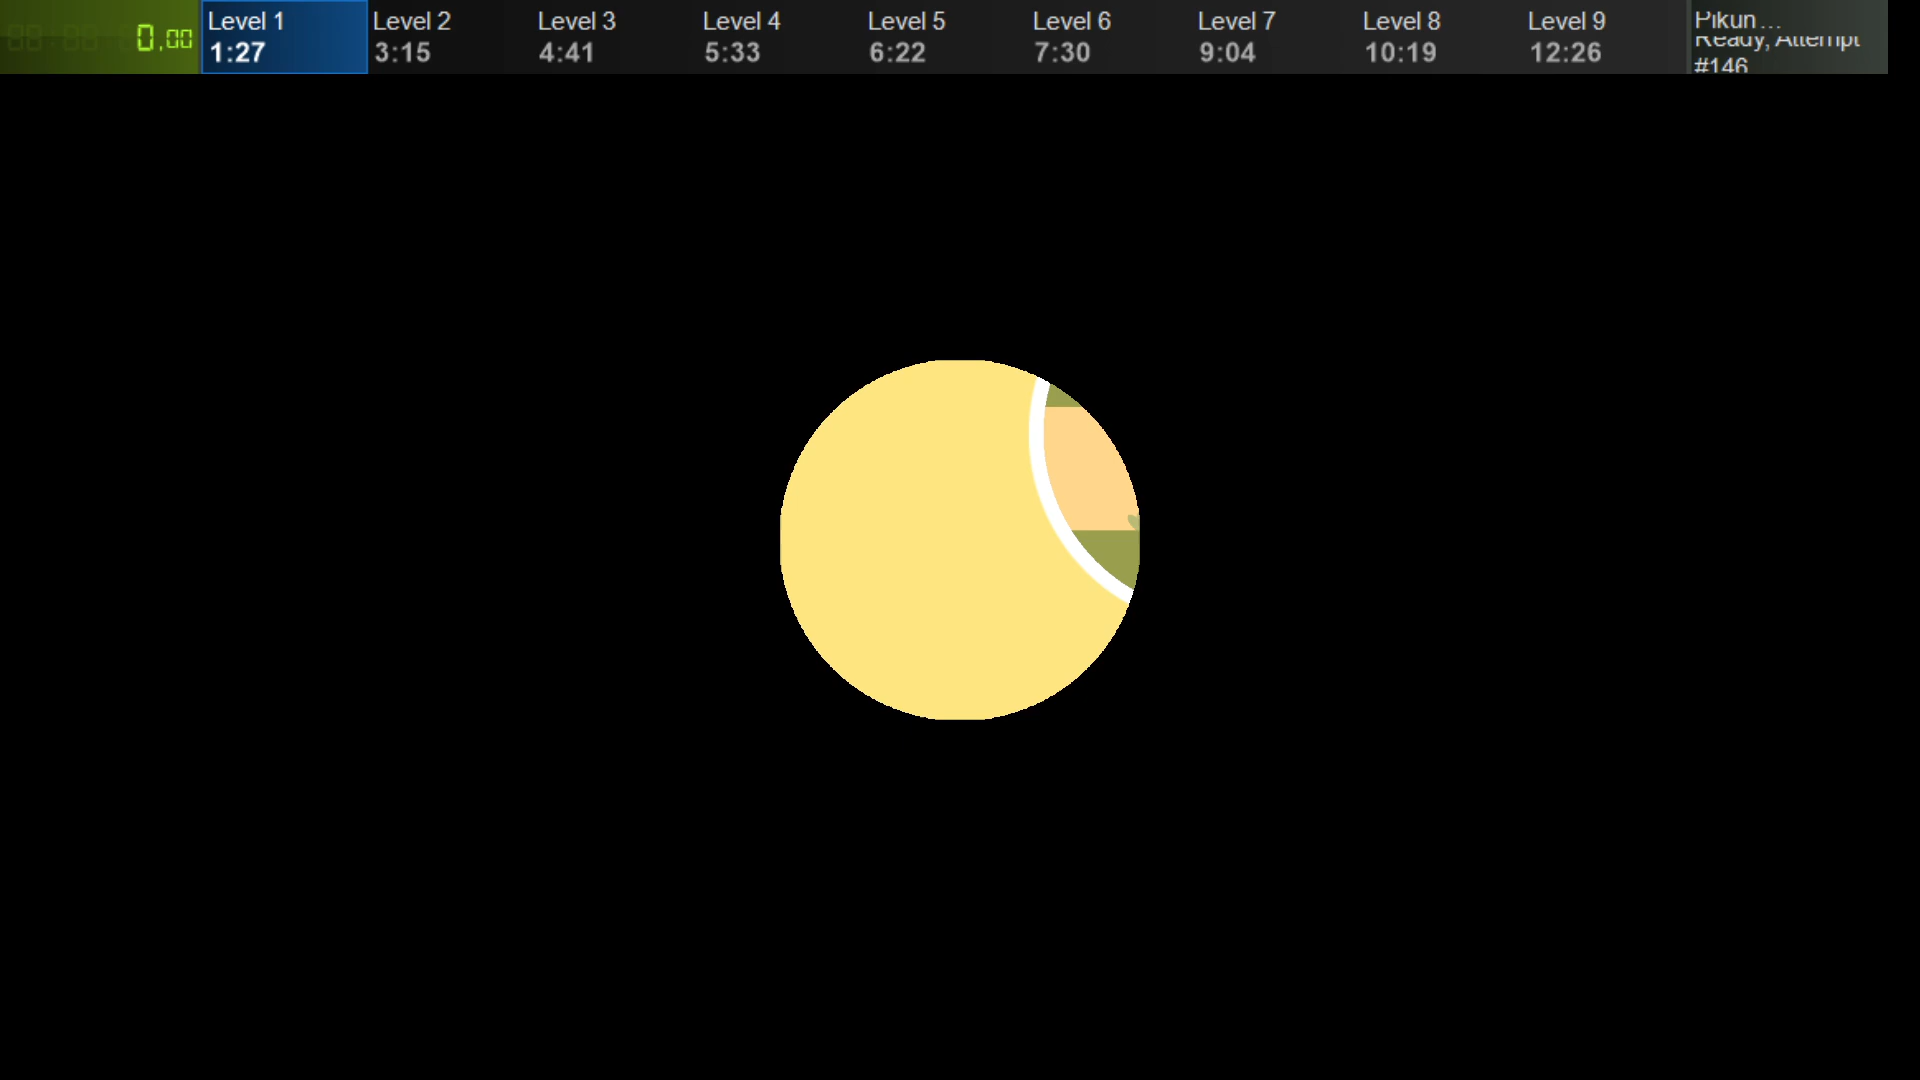 0.00
Level 1
1:27
Level 2
3:15
Level 3
4:41
Level 4
5:33
Level 5
6:22
Level 6
7:30
Level 7
9:04
Level 8
10:19
Level 9
12:26
Pikun...
Ready, Attempt
#146